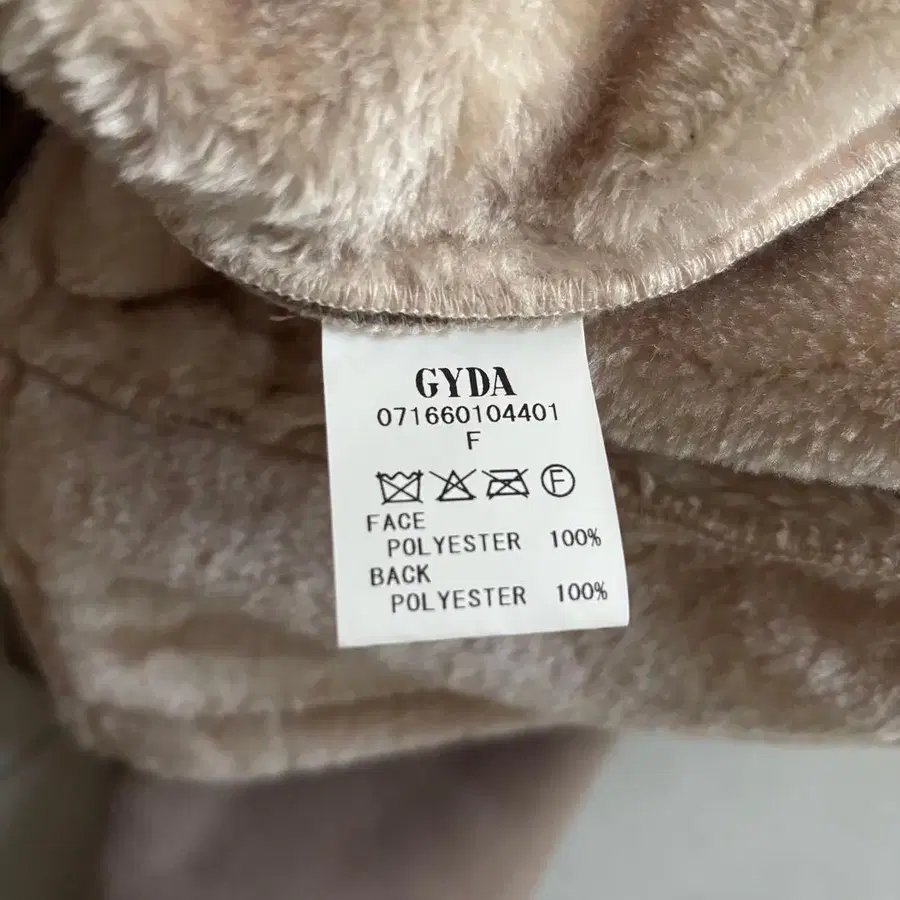 GYDA
071660104401
F
F
FACE
POLYESTER 100%
BACK
POLYESTER 100%